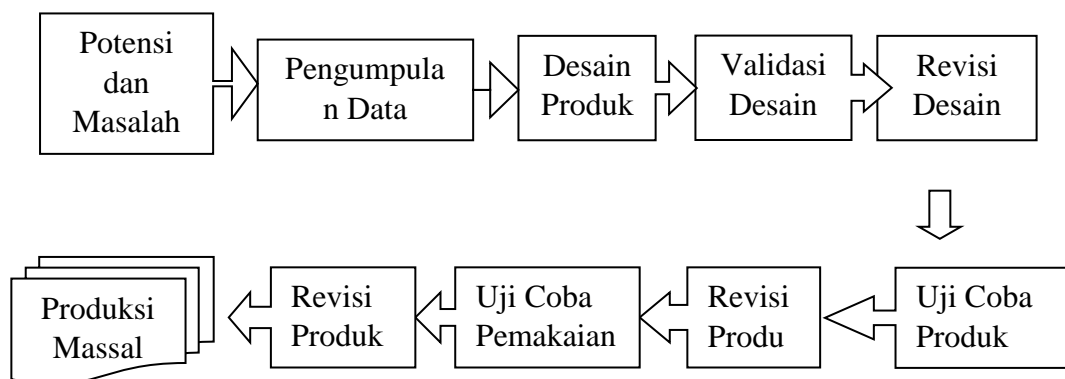 Potensi
dan
Masalah
Pengumpula
n Data
Desain
Produk
Validasi
Desain
Revisi
Desain
Produksi
Massal
Revisi
Produk
Uji Coba
Pemakaian
Revisi
Produ
Uji Coba
Produk